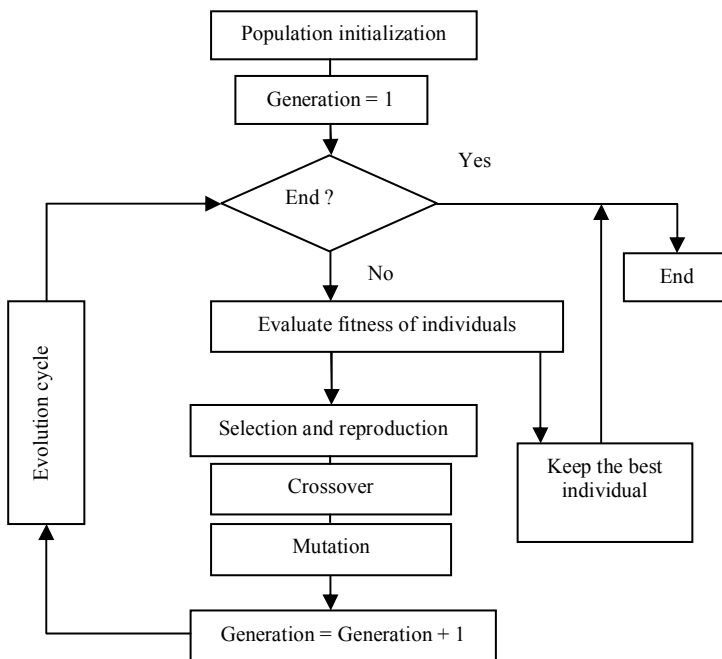 Population initialization
Generation = 1
Yes
End ?
No
End
Evaluate fitness of individuals
Evolution cycle
Selection and reproduction
Keep the best
individual
Crossover
Mutation
Generation = Generation + 1